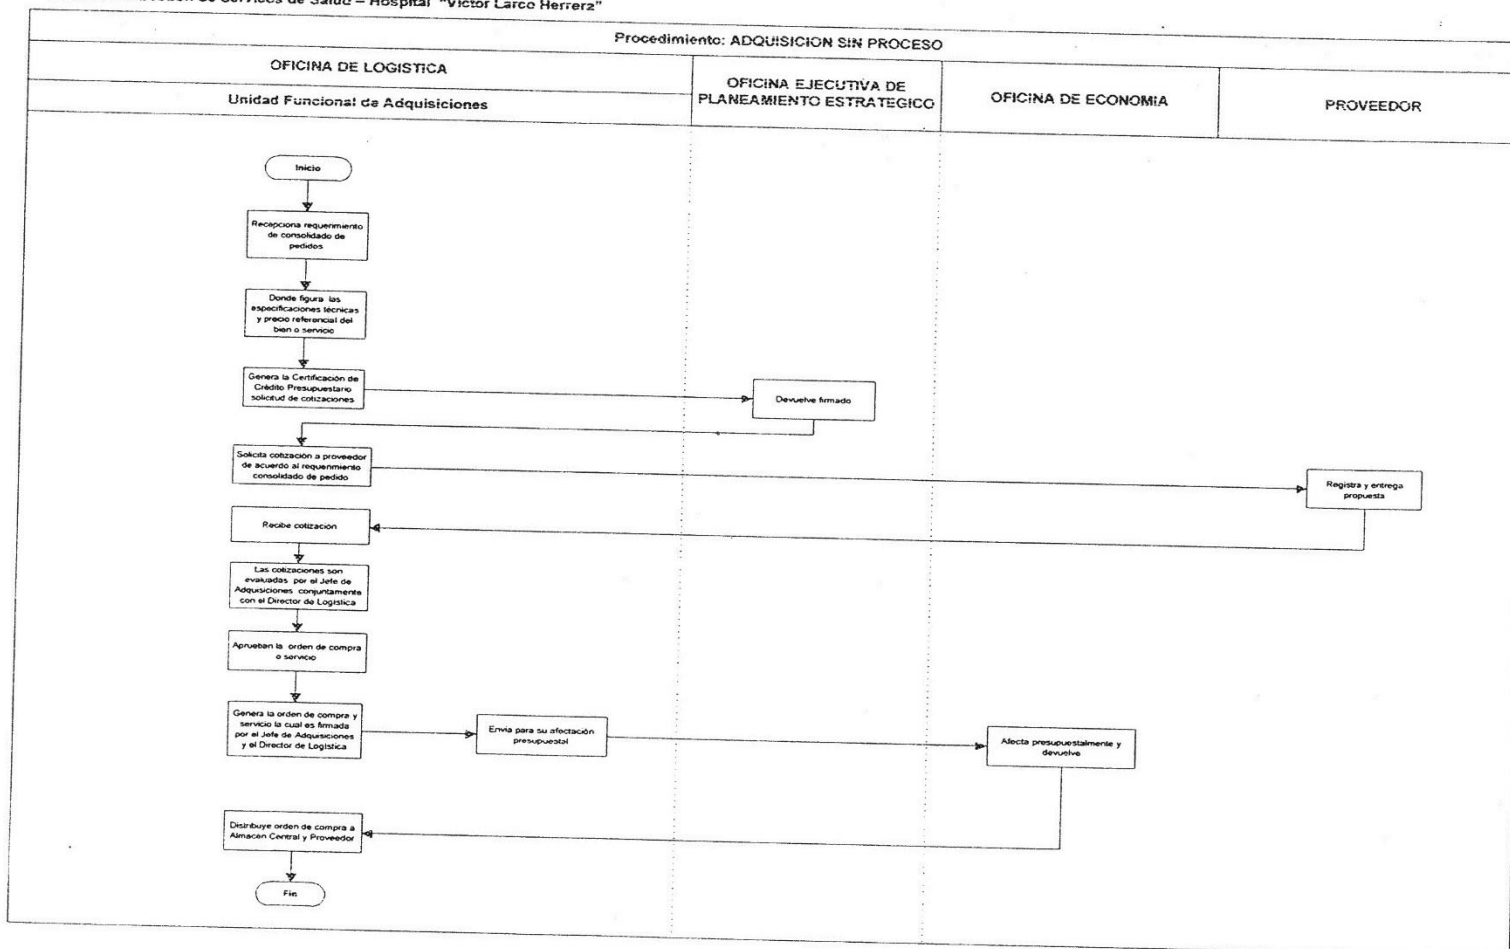 de Servicios de Salud – Hospital "Víctor Larco Herrera"
Procedimiento: ADQUISICION SIN PROCESO
OFICINA DE LOGISTICA
Unidad Funcional de Adquisiciones
OFICINA EJECUTIVA DE
PLANEAMIENTO ESTRATEGICO
OFICINA DE ECONOMIA
PROVEEDOR
Inicio
Recepciona requerimiento
de consolidado de
pedidos
Donde figura las
especificaciones técnicas
y precio referencial del
bien o servicio
Genera la Certificación de
Crédito Presupuestario
solicitud de cotizaciones
Devuelve firmado
Solicita cotización a proveedor
de acuerdo al requerimiento
consolidado de pedido
Registra y entrega
propuesta
Recibe cotización
Las cotizaciones son
evaluadas por el Jefe de
Adquisiciones conjuntamente
con el Director de Logística
Aprueban la orden de compra
o servicio
Genera la orden de compra y
servicio la cual es firmada
por el Jefe de Adquisiciones
y el Director de Logística
Envia para su afectación
presupuestal
Afecta presupuestalmente y
devuelve
Distribuye orden de compra a
Almacén Central y Proveedor
Fin